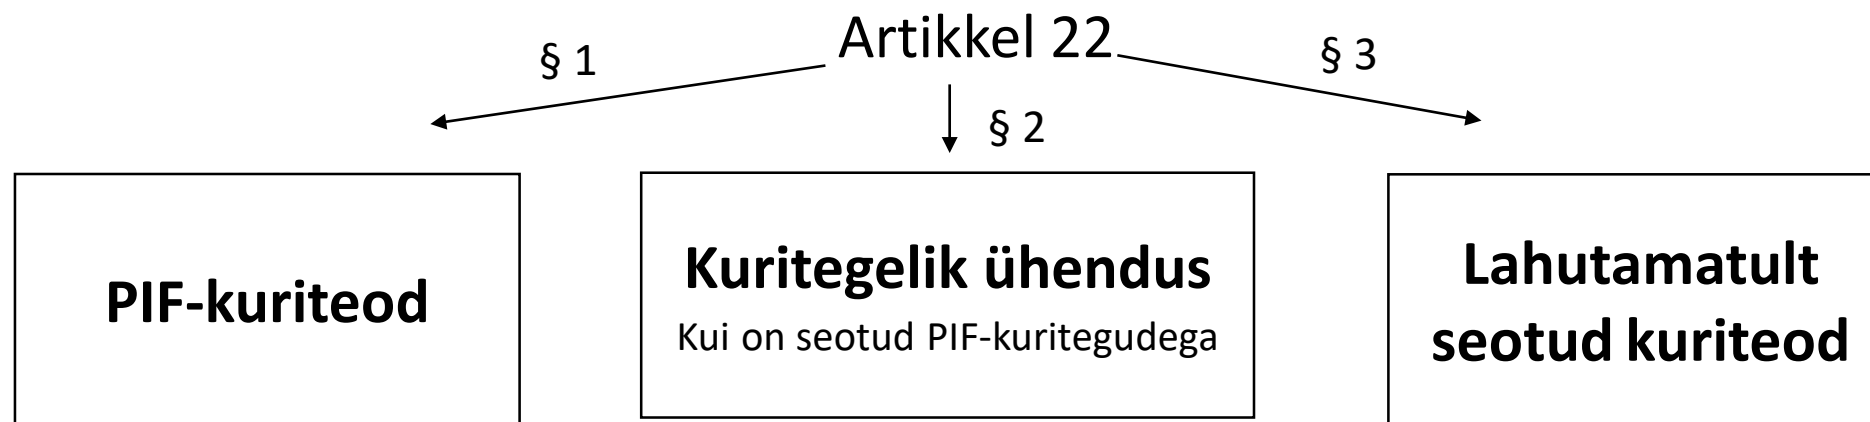 Artikkel 22
§ 1
§ 2
§ 3
PIF-kuriteod
Kuritegelik ühendus
Kui on seotud PIF-kuritegudega
Lahutamatult
seotud kuriteod